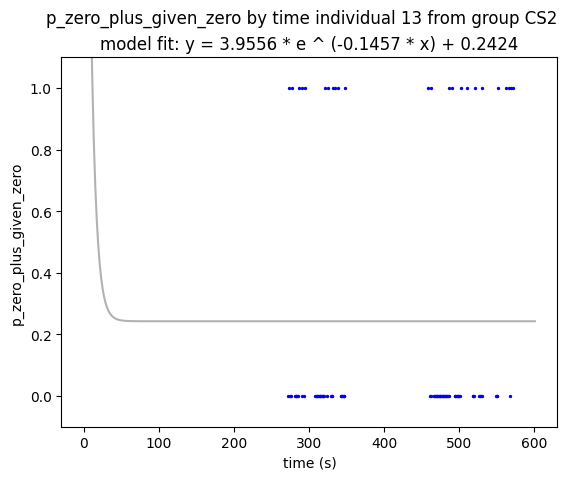 p_zero_plus_given_zero by time individual 13 from group CS2
model fit: y = 3.9556 * e ^ (-0.1457 * x) + 0.2424
1.0
0.8
0.6
0.4
0.2
0.0
p_zero_plus_given_zero
0 100 200 300 400 500 600
time (s)